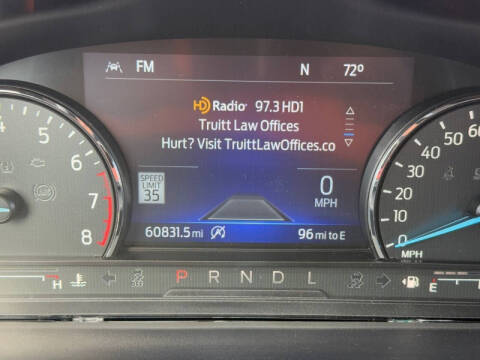 FM N 72°
HD Radio 97.3 HD1
Truitt Law Offices
Hurt? Visit TruittLawOffices.co
SPEED
LIMIT
35
0
MPH
60831.5 mi 96 mi to E
4
5
6
7
8
0
10
20
30
40
50
60
MPH
H P R N D L E